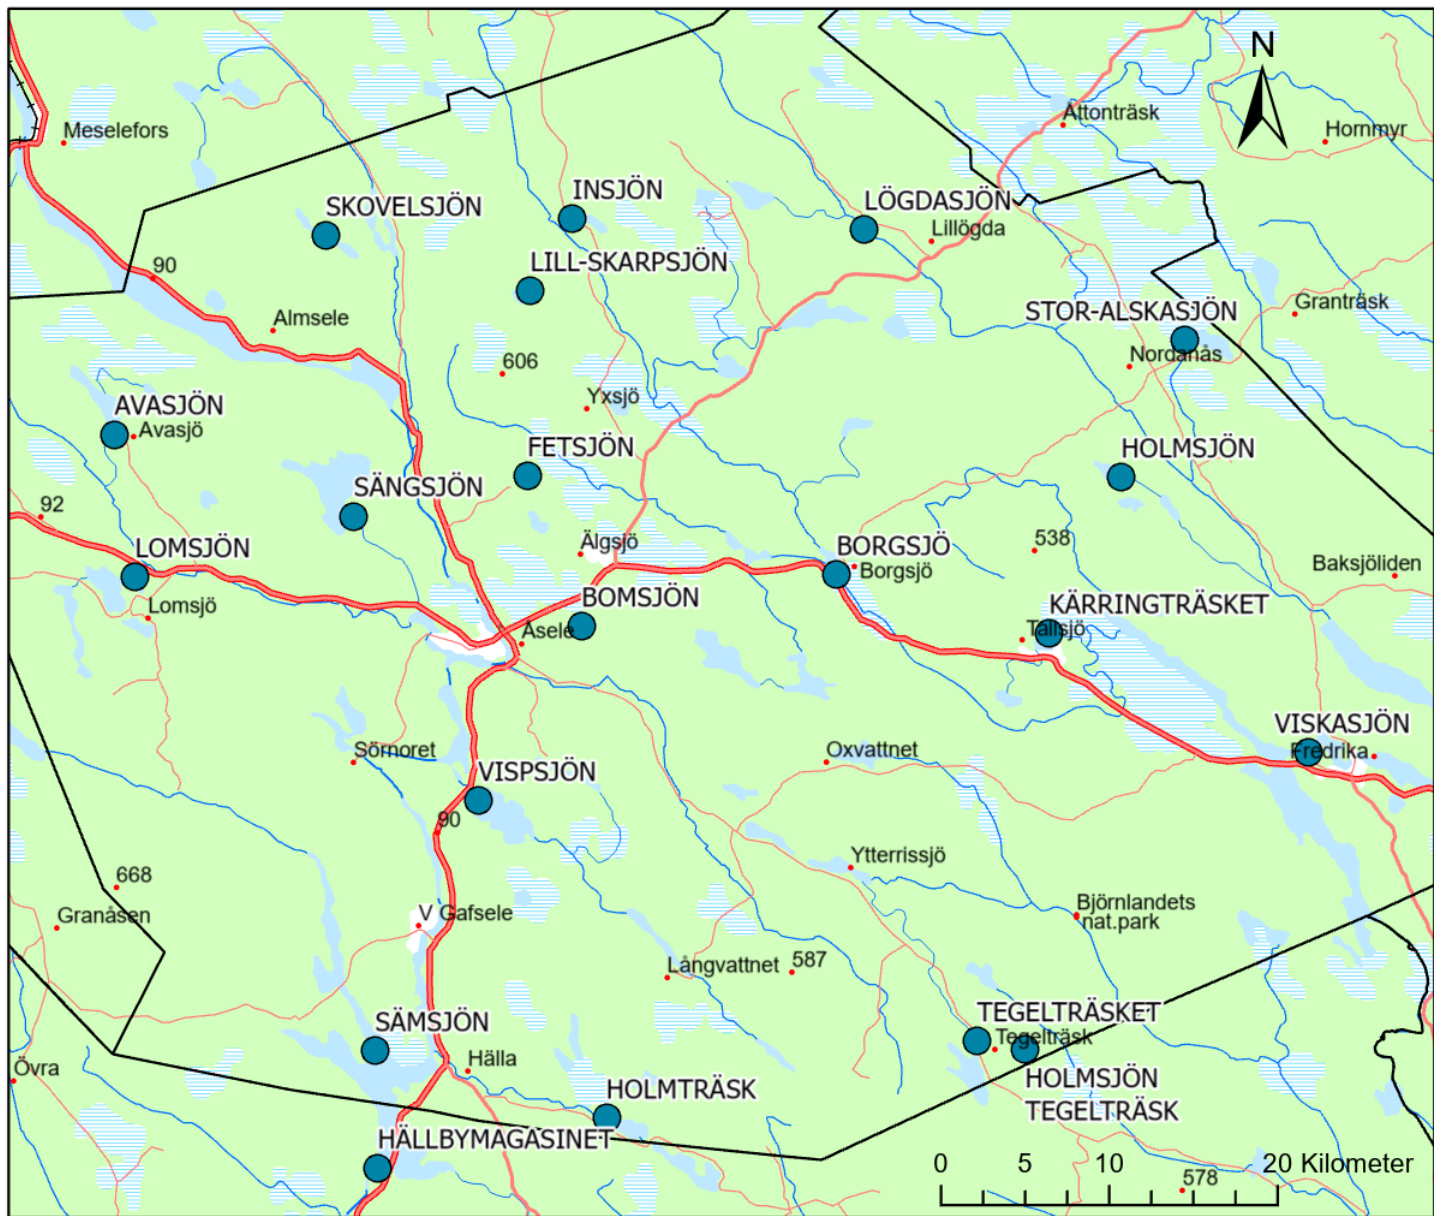 N
Attonträsk
Meselefors
Hornmyr
INSJÖN
SKOVELSJÖN
LÖGDASJÖN
Lillögda
LILL-SKARPSJÖN
90
Granträsk
STOR-ALSKASJÖN
Almsele
Nordanås
606
Yxsjö
AVASJÖN
Avasjö
FETSJÖN
HOLMSJÖN
SÄNGSJÖN
92
538
LOMSJÖN
Älgsjö
BORGSJÖ
Borgsjö
Baksjöliden
BOMSJÖN
KÄRRINGTRÄSKET
Lomsjö
Åsele
Tallsjö
VISKASJÖN
Fredrika
Sörnoret
Oxvattnet
VISPSJÖN
90
Ytterrissjö
668
Granåsen
V Gafsele
Björnlandets
nat.park
Långvattnet
587
TEGELTRÄSKET
Tegelträsk
SÄMSJÖN
Hälla
Övra
HOLMSJÖN
TEGELTRÄSK
HOLMTRÄSK
HÄLLBYMAGASINET
0 5 10 20 Kilometer
578